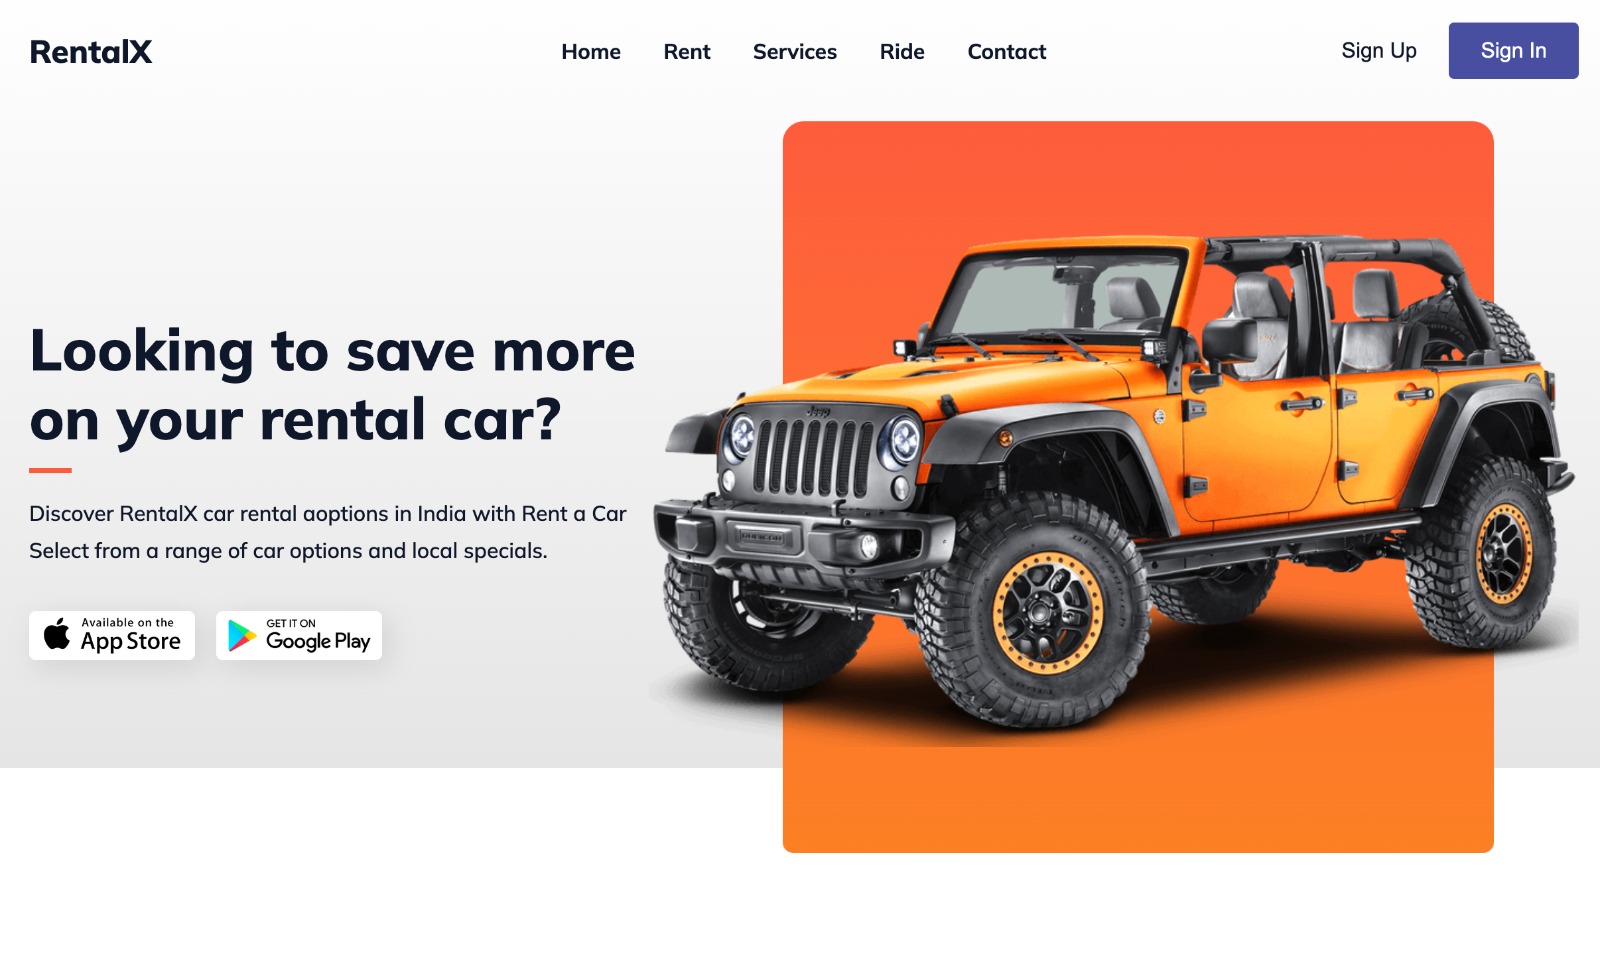 RentalX
Home Rent Services Ride Contact
Sign Up Sign In
Looking to save more
on your rental car?
Discover RentalX car rental aoptions in India with Rent a Car
Select from a range of car options and local specials.
Available on the
App Store
GET IT ON
Google Play
Jeep
RUBICON